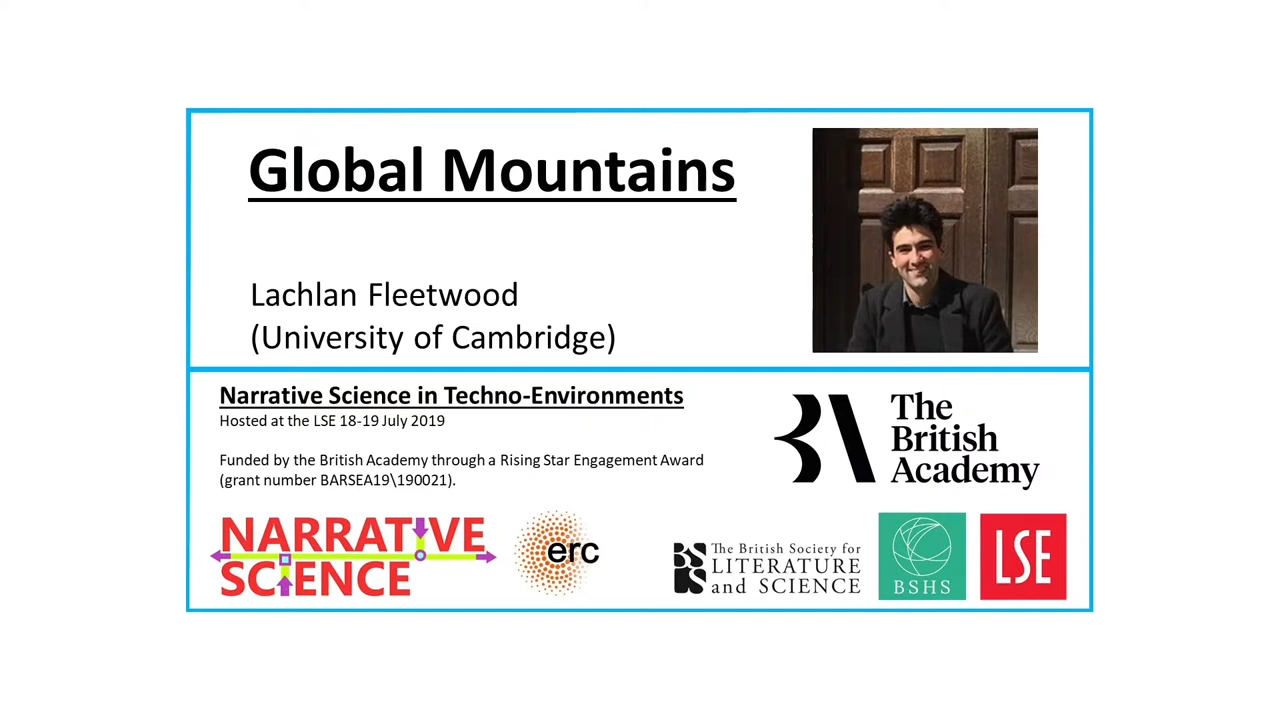 Global Mountains
Lachlan Fleetwood
(University of Cambridge)
Narrative Science in Techno-Environments
Hosted at the LSE 18-19 July 2019
Funded by the British Academy through a Rising Star Engagement Award
(grant number BARSEA19\190021).
The
British
Academy
NARRATIVE
SCIENCE
erc
BS
LS
The British Society for
LITERATURE
and SCIENCE
BSHS
LSE